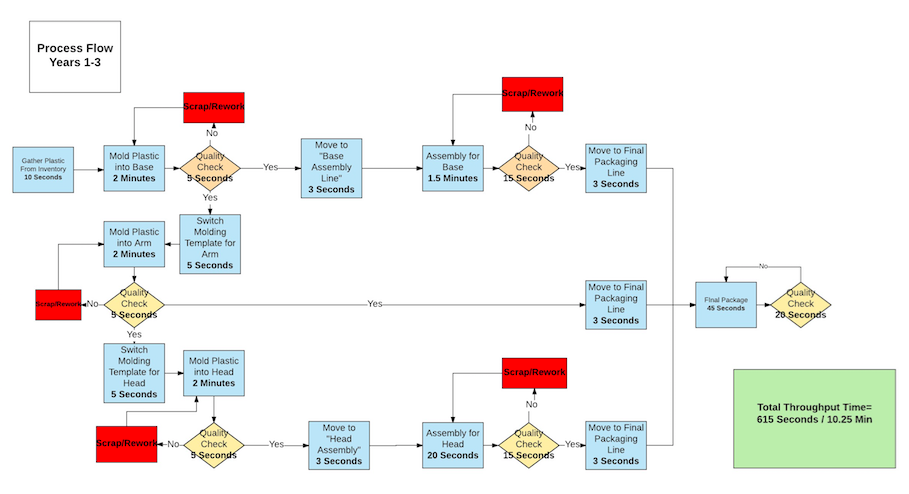 Process Flow
Years 1-3
Scrap/Rework
No
Gather Plastic
From Inventory
10 Seconds
Mold Plastic
into Base
2 Minutes
Quality
Check
5 Seconds
Yes
Move to
"Base
Assembly
Line"
3 Seconds
Scrap/Rework
No
Assembly for
Base
1.5 Minutes
Quality
Check
15 Seconds
Yes
Move to Final
Packaging
Line
3 Seconds
Yes
Switch
Molding
Template for
Arm
5 Seconds
Mold Plastic
into Arm
2 Minutes
Scrap/Rework
No
Quality
Check
5 Seconds
Yes
Move to Final
Packaging
Line
3 Seconds
No
FInal Package
45 Seconds
Quality
Check
20 Seconds
Yes
Switch
Molding
Template for
Head
5 Seconds
Mold Plastic
into Head
2 Minutes
Scrap/Rework
No
Quality
Check
5 Seconds
Yes
Move to
"Head
Assembly"
3 Seconds
Scrap/Rework
No
Assembly for
Head
20 Seconds
Quality
Check
15 Seconds
Yes
Move to Final
Packaging
Line
3 Seconds
Total Throughput Time=
615 Seconds / 10.25 Min